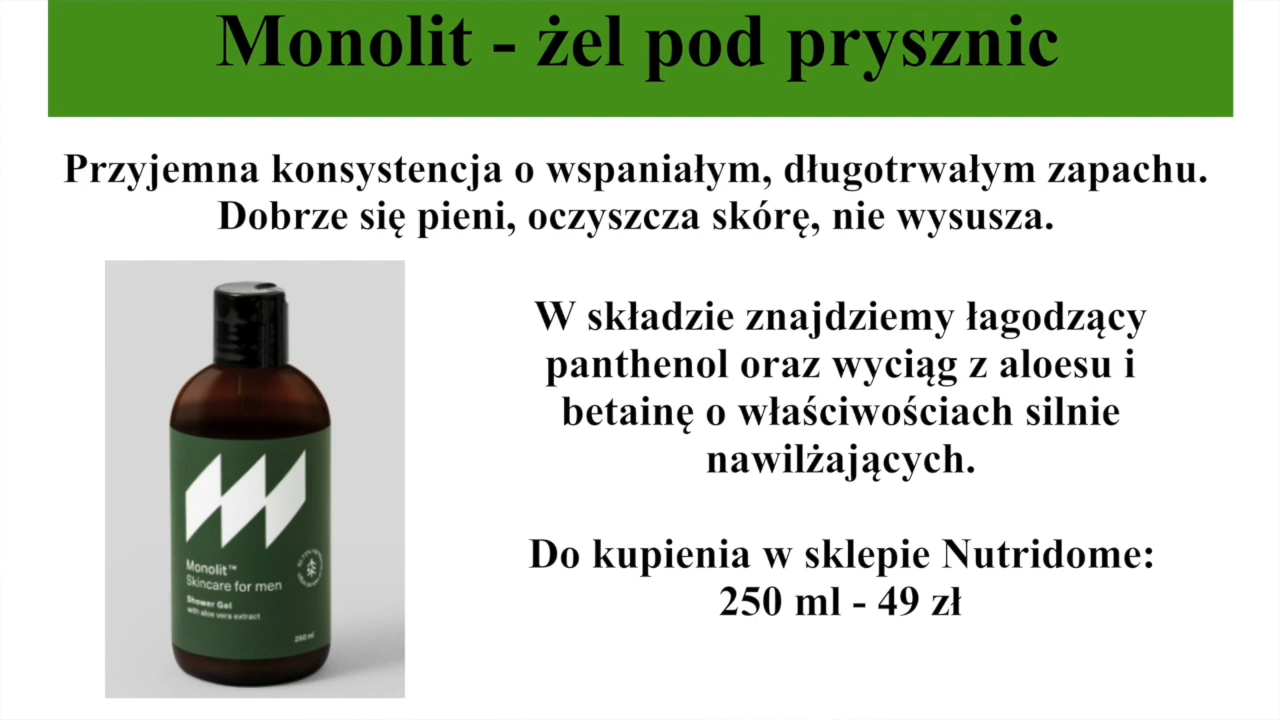 Monolit - żel pod prysznic
Przyjemna konsystencja o wspaniałym, długotrwałym zapachu.
Dobrze się pieni, oczyszcza skórę, nie wysusza.
W składzie znajdziemy łagodzący
panthenol oraz wyciąg z aloesu i
betainę o właściwościach silnie
nawilżających.
Do kupienia w sklepie Nutridome:
250 ml - 49 zł
Monolit™
Skincare for men
Shower Gel
with aloe vera extract
250 ml